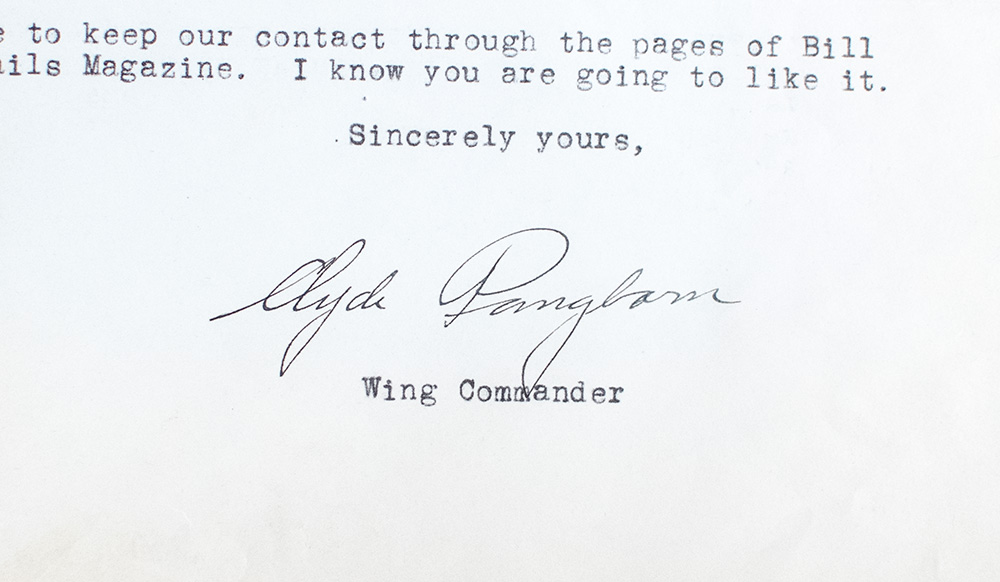 to keep our contact through the pages of Bill
ils Magazine. I know you are going to like it.
Sincerely yours,
Clyde Pangborn
Wing Commander